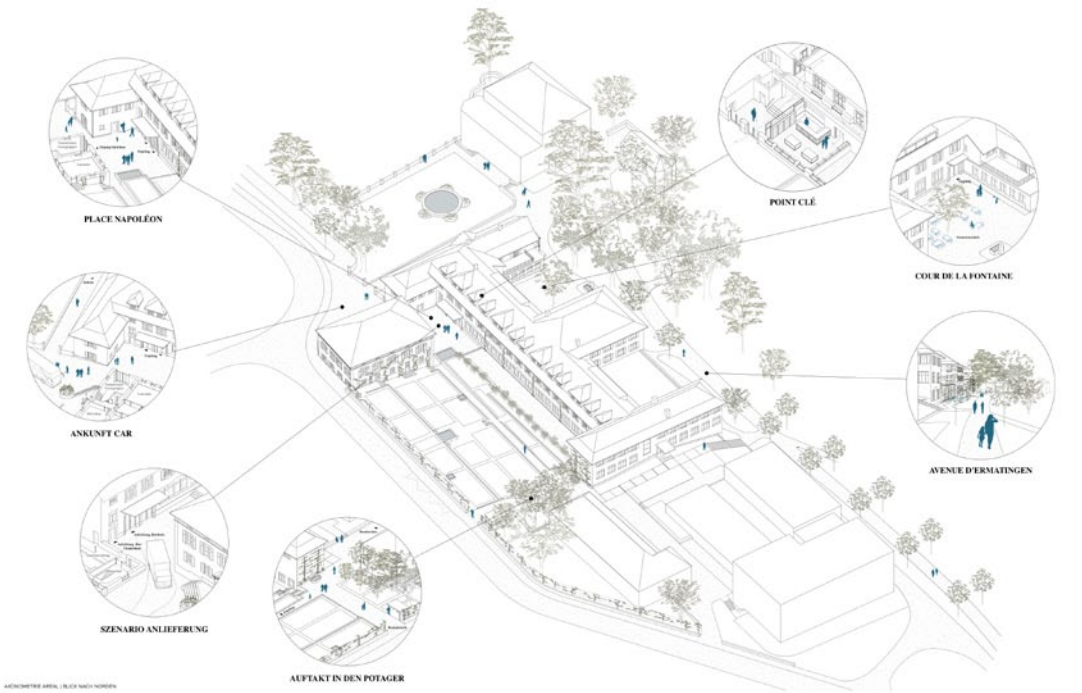 PLACE NAPOLÉON
POINT CLÉ
COUR DE LA FONTAINE
ANKUNFT CAR
AVENUE D'ERMATINGEN
SZENARIO ANLIEFERUNG
AUFTAKT IN DEN POTAGER
AXONOMETRIE AREAL | BLICK NACH NORDEN